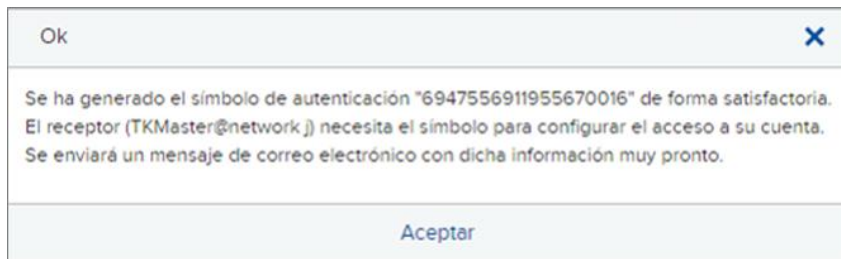 Ok
Se ha generado el símbolo de autenticación "6947556911955670016" de forma satisfactoria.
El receptor (TKMaster@network j) necesita el símbolo para configurar el acceso a su cuenta.
Se enviará un mensaje de correo electrónico con dicha información muy pronto.
Aceptar